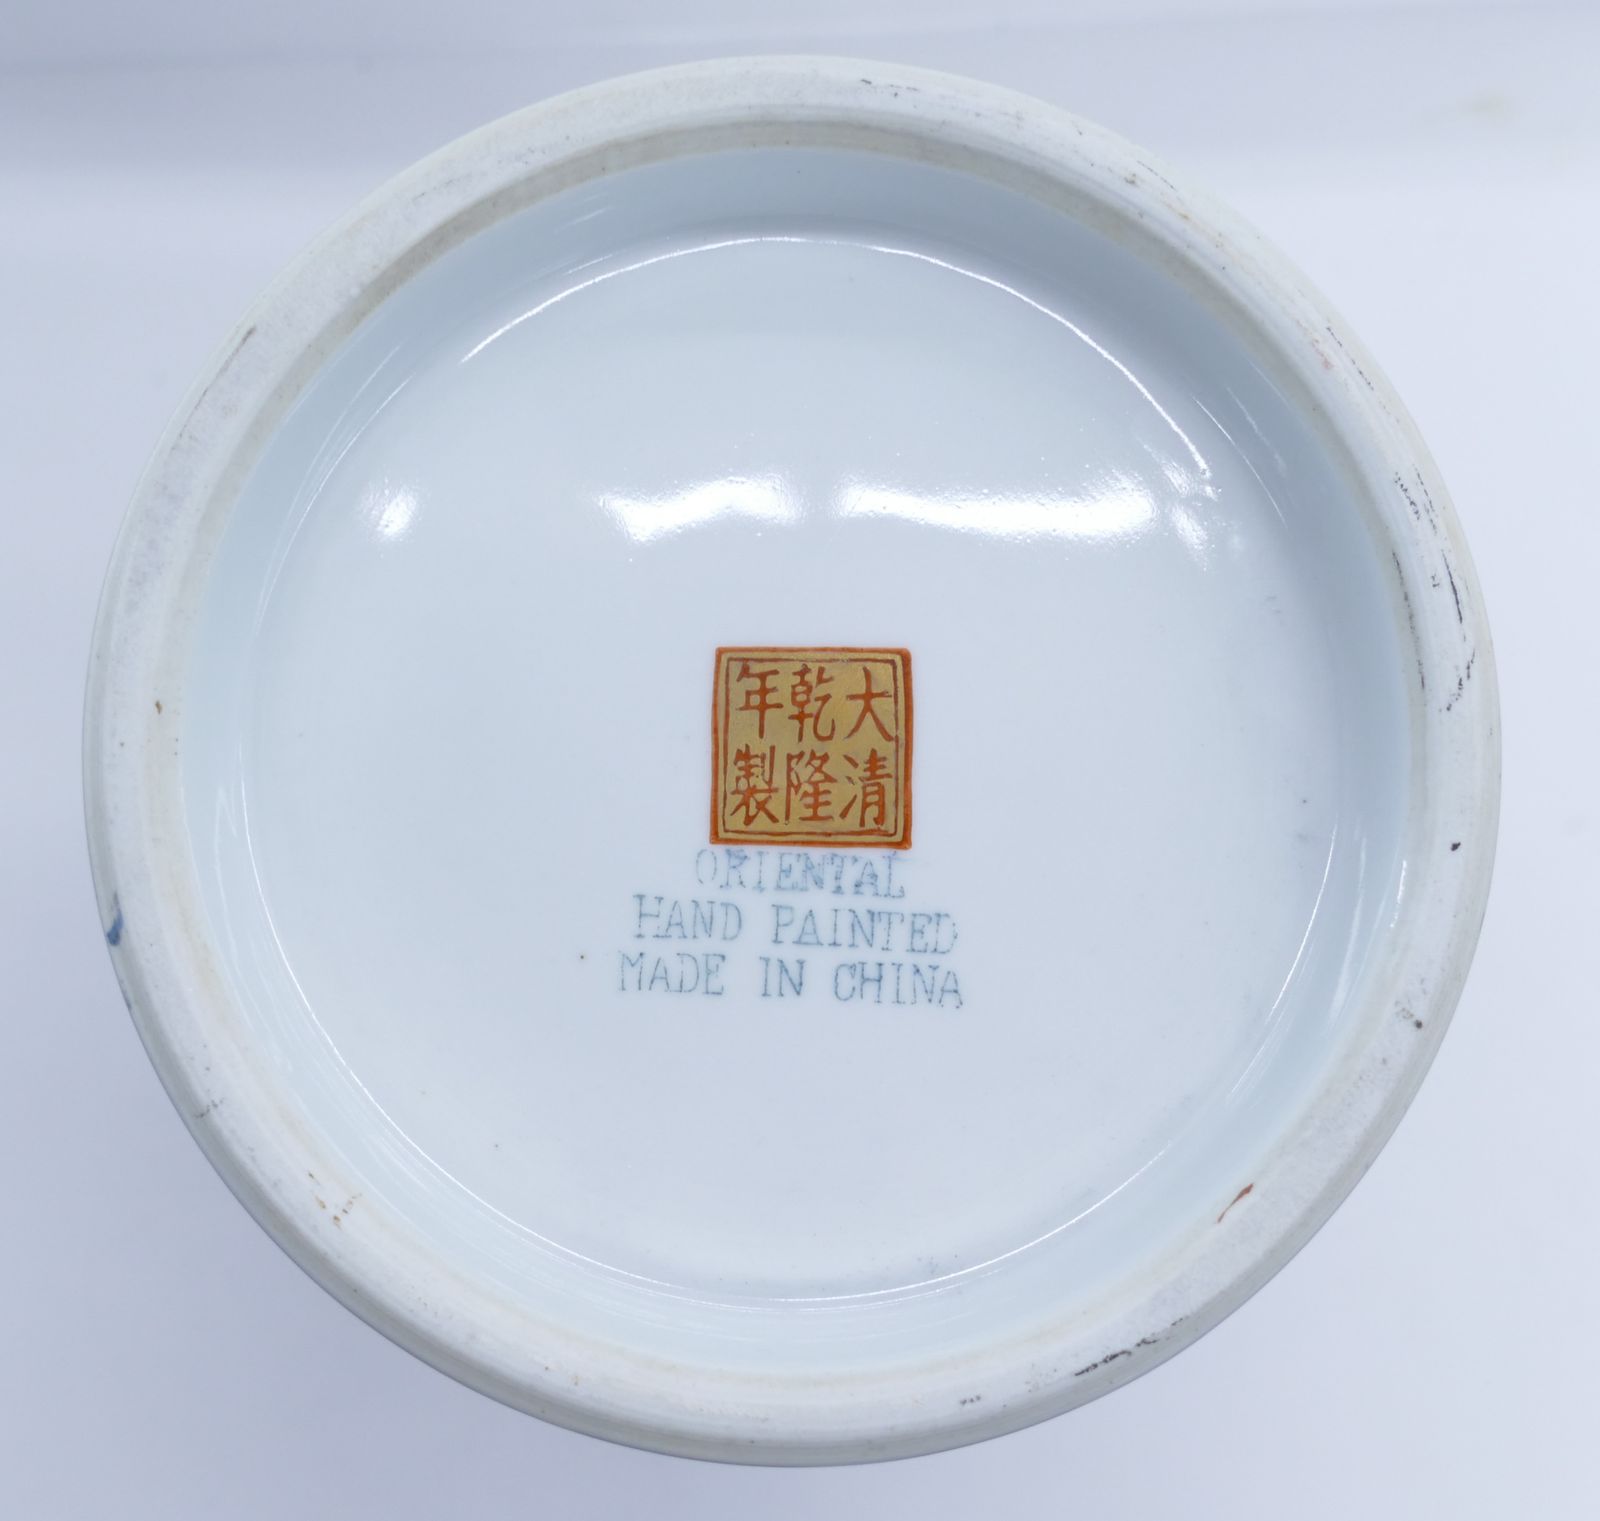 大清
乾隆
年製
ORIENTAL
HAND PAINTED
MADE IN CHINA